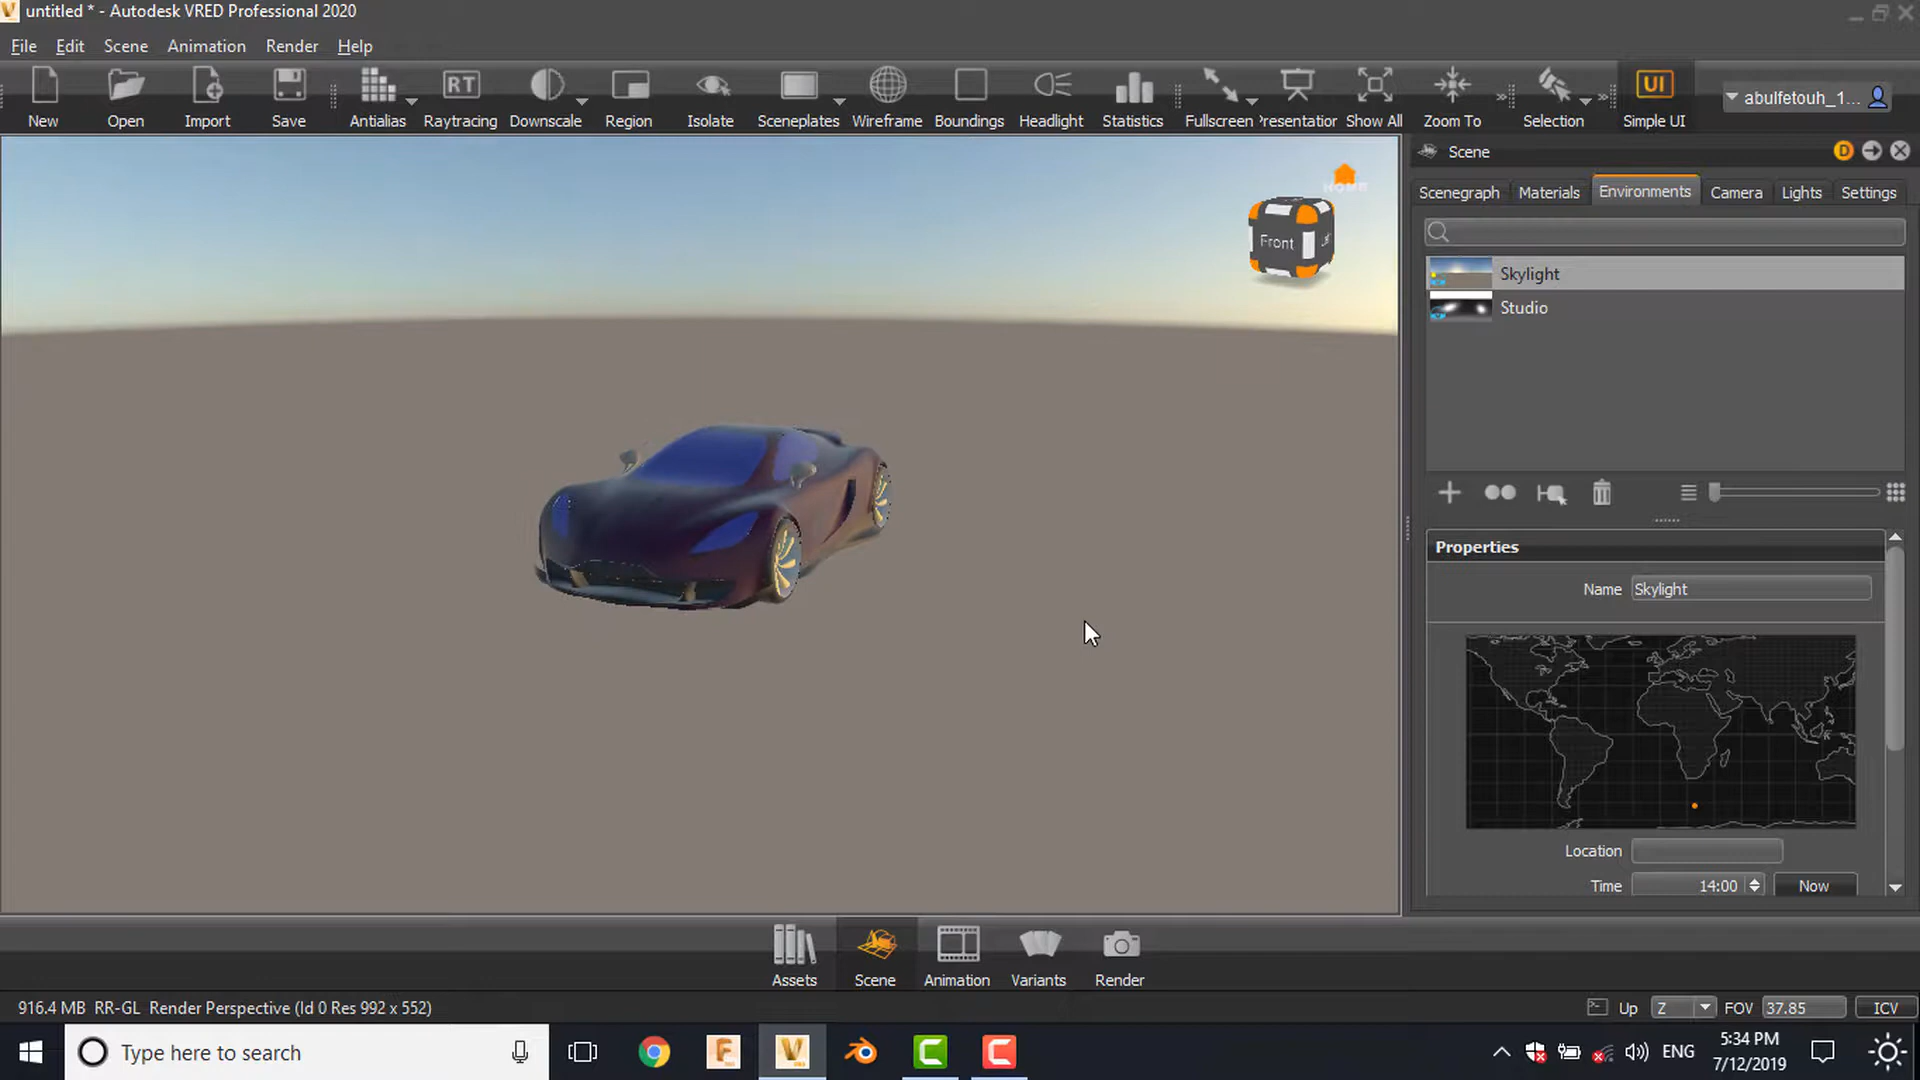 untitled * - Autodesk VRED Professional 2020
File Edit Scene Animation Render Help
RT UI
New Open Import Save Antialias Raytracing Downscale Region Isolate Sceneplates Wireframe Boundings Headlight Statistics Fullscreen Presentation Show All Zoom To Selection Simple UI abulfetouh_1...
Scene D
HOME
Front
Scenegraph Materials Environments Camera Lights Settings
Skylight
Studio
Properties
Name Skylight
Location
Time 14:00 Now
Assets Scene Animation Variants Render
916.4 MB RR-GL Render Perspective (Id 0 Res 992 x 552)
Up Z FOV 37.85 ICV
Type here to search
ENG
5:34 PM
7/12/2019